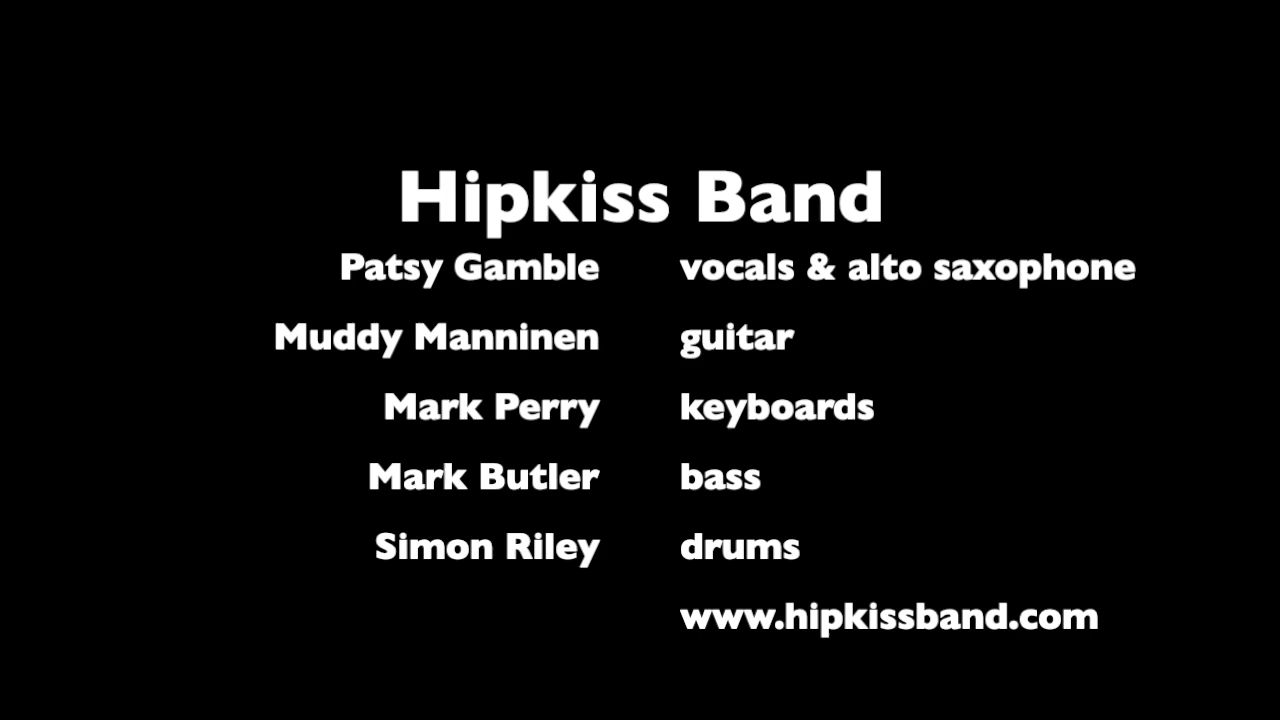 Hipkiss Band
Patsy Gamble vocals & alto saxophone
Muddy Manninen guitar
Mark Perry keyboards
Mark Butler bass
Simon Riley drums
www.hipkissband.com